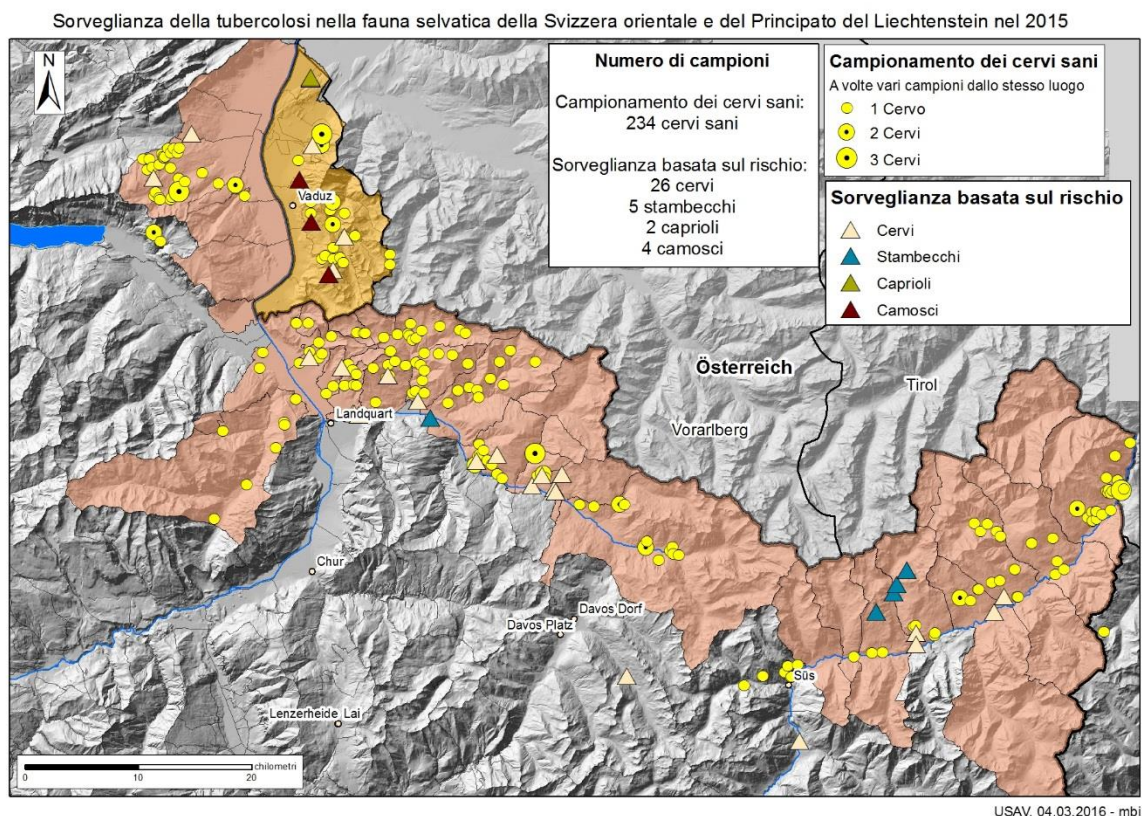 Sorveglianza della tubercolosi nella fauna selvatica della Svizzera orientale e del Principato del Liechtenstein nel 2015
N
Numero di campioni
Campionamento dei cervi sani:
234 cervi sani
Sorveglianza basata sul rischio:
26 cervi
5 stambecchi
2 caprioli
4 camosci
Campionamento dei cervi sani
A volte vari campioni dallo stesso luogo
1 Cervo
2 Cervi
3 Cervi
Sorveglianza basata sul rischio
Cervi
Stambecchi
Caprioli
Camosci
Vaduz
Österreich
Tirol
Vorarlberg
Landquart
Chur
Davos Dorf
Davos Platz
Süs
Lenzerheide Lai
0 10 20 chilometri
USAV, 04.03.2016 - mbi